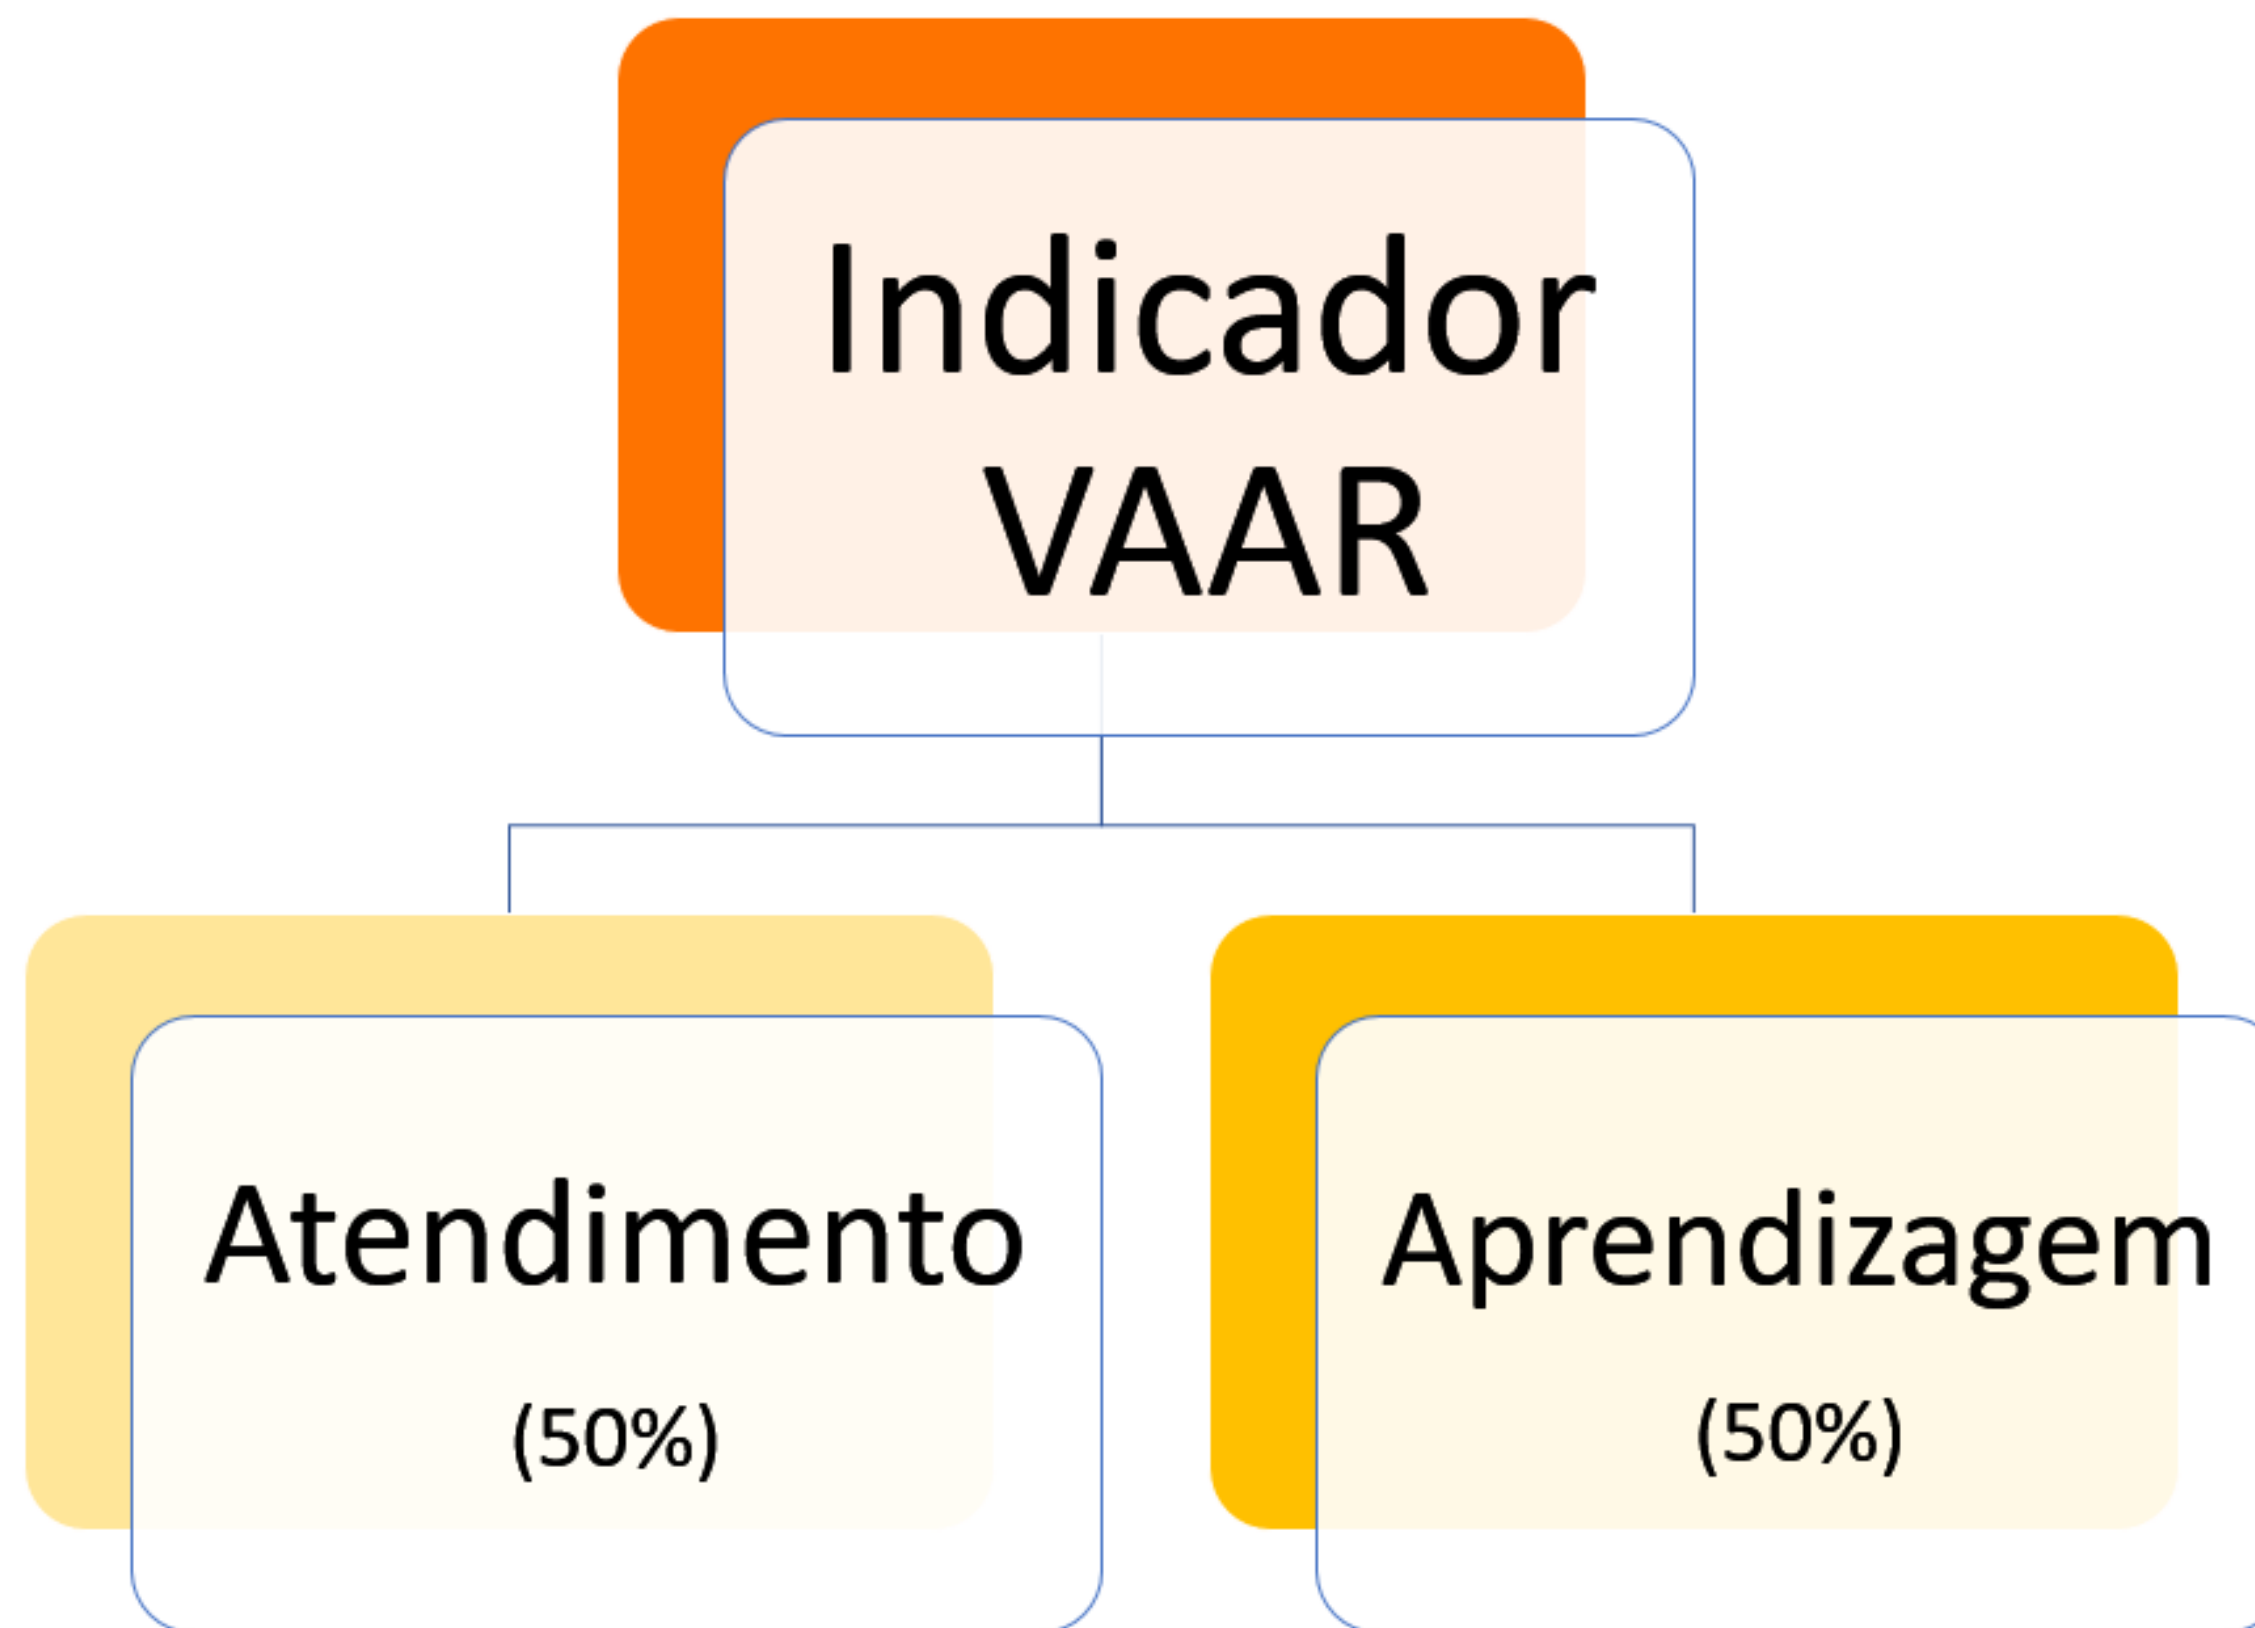 Indicador
VAAR
Atendimento
(50%)
Aprendizagem
(50%)